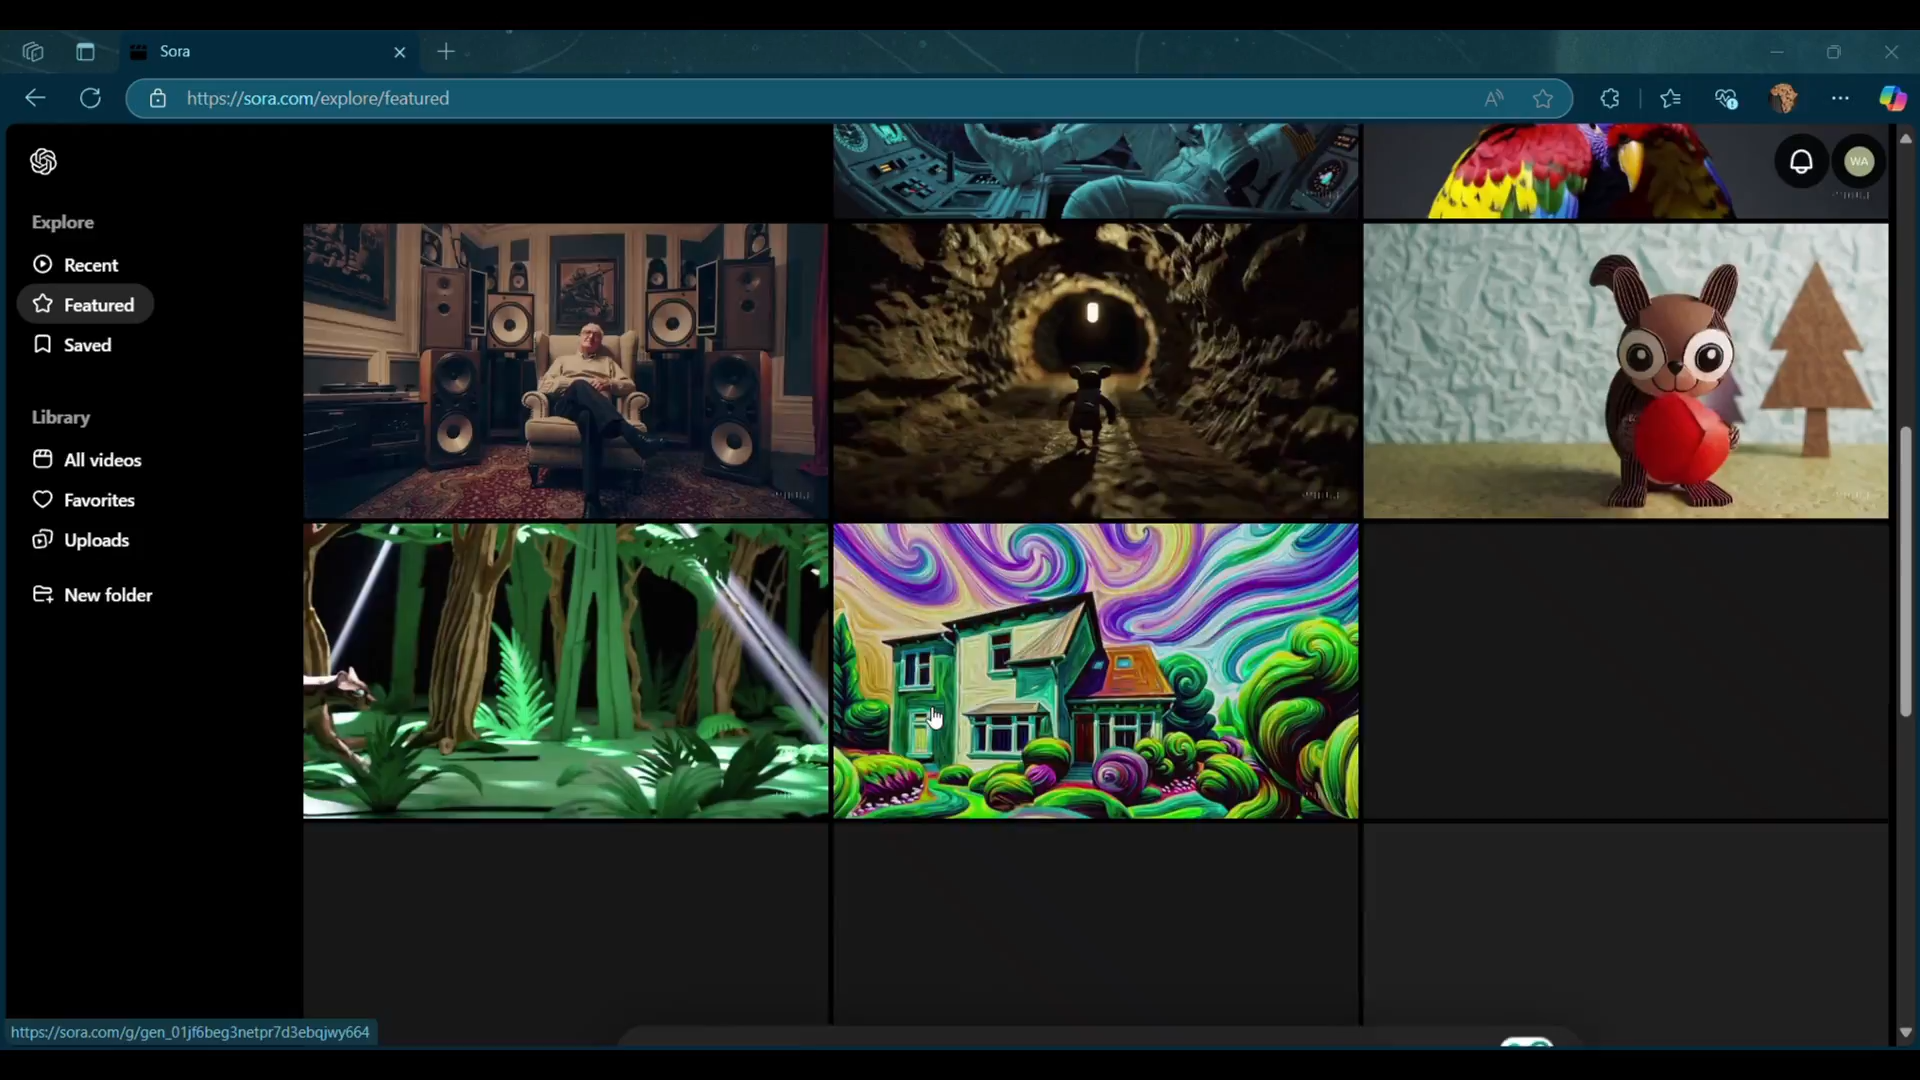 Sora
https://sora.com/explore/featured
WA
Explore
Recent
Featured
Saved
Library
All videos
Favorites
Uploads
New folder
https://sora.com/g/gen_01jf6beg3netpr7d3ebqjwy664